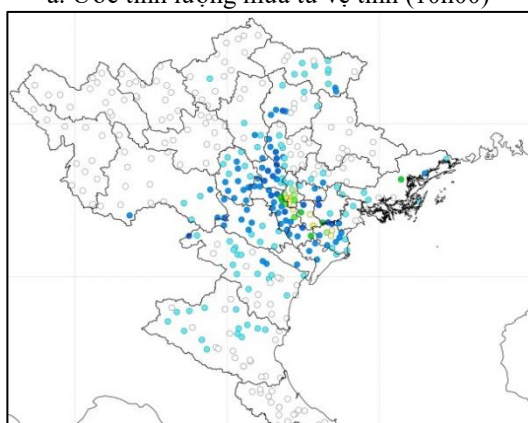 a. Ước tính lượng mưa từ vệ tinh (10h00)